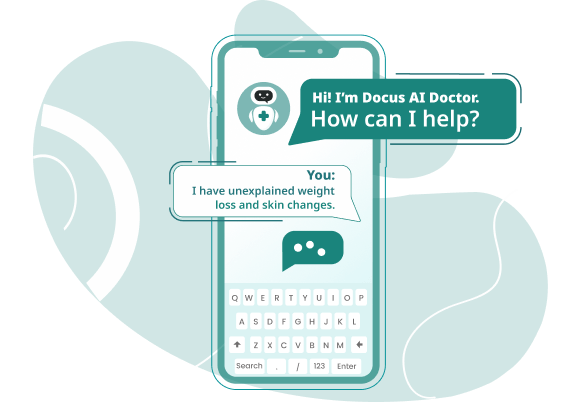 Hi! I'm Docus AI Doctor.
How can I help?
You:
I have unexplained weight
loss and skin changes.
Q W E R T Y U I O P
A S D F G H J K L
Z X C V B N M
Search . / 123 Enter